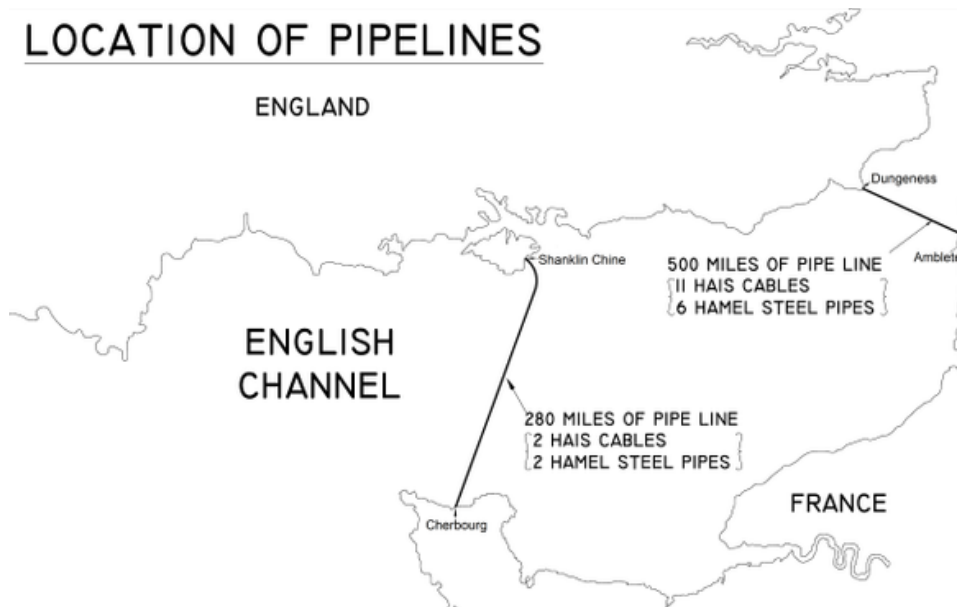 LOCATION OF PIPELINES
ENGLAND
Dungeness
Shanklin Chine
500 MILES OF PIPE LINE
11 HAIS CABLES
6 HAMEL STEEL PIPES
Amblete
ENGLISH
CHANNEL
280 MILES OF PIPE LINE
2 HAIS CABLES
2 HAMEL STEEL PIPES
FRANCE
Cherbourg